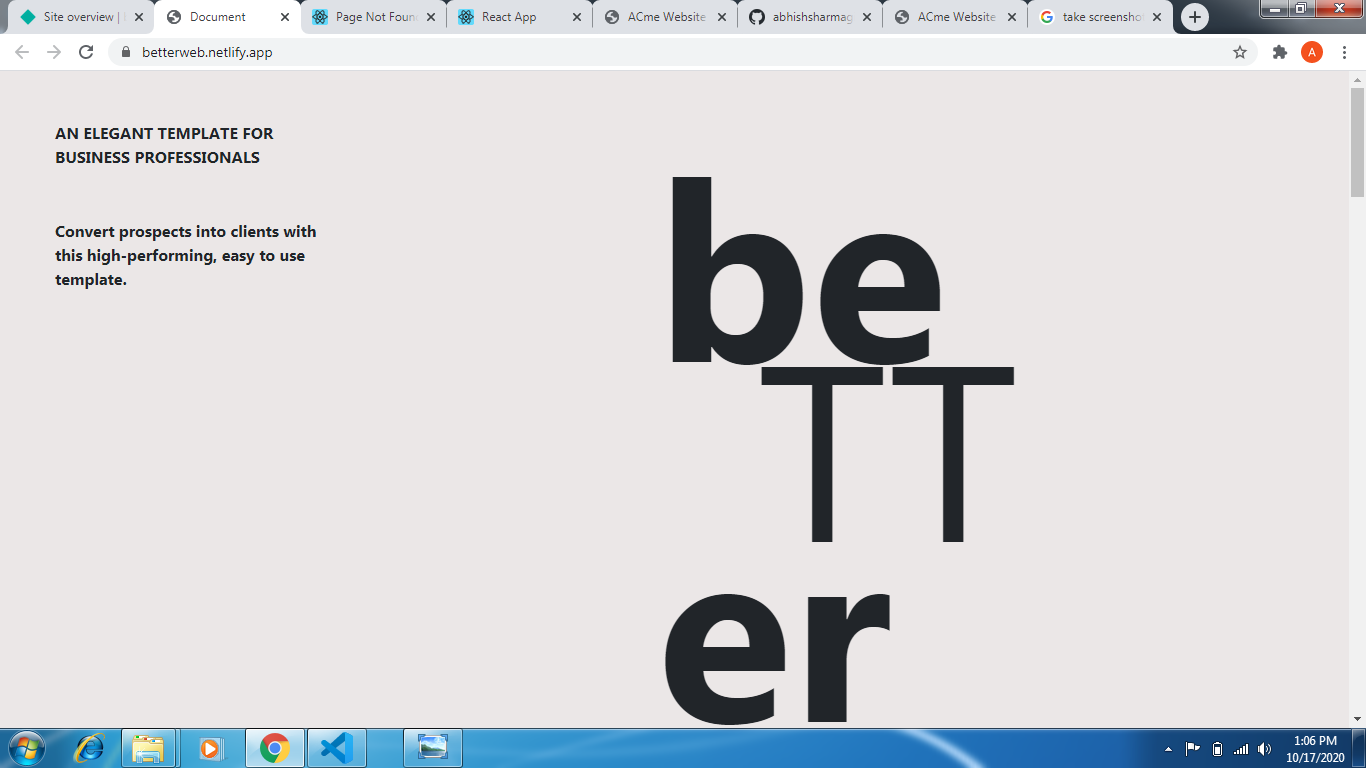 Site overview |
Document
Page Not Foun
React App
ACme Website
abhishsharmag
ACme Website
take screensho
betterweb.netlify.app
A
AN ELEGANT TEMPLATE FOR
BUSINESS PROFESSIONALS
Convert prospects into clients with
this high-performing, easy to use
template.
be
TT
er
1:06 PM
10/17/2020